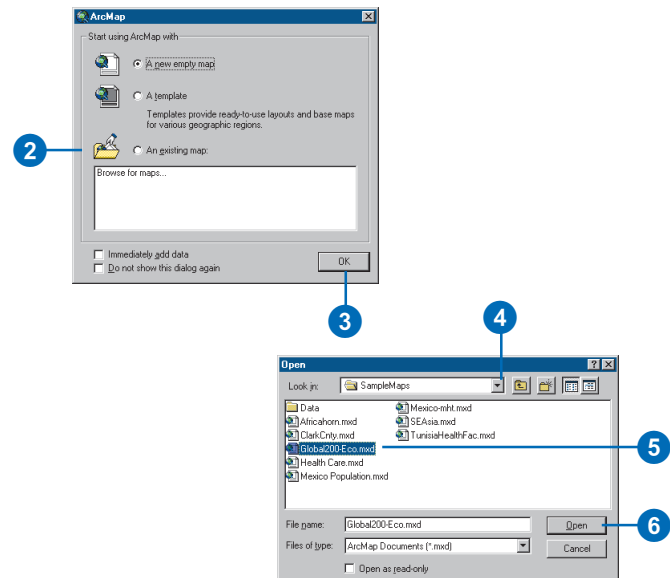 ArcMap
Start using ArcMap with
A new empty map
A template
Templates provide ready-to-use layouts and base maps
for various geographic regions.
2
An existing map:
Browse for maps...
Immediately add data
Do not show this dialog again
OK
3
4
Open
Look in:
SampleMaps
Data
Africahorn.mxd
ClarkCnty.mxd
Global200-Eco.mxd
Health Care.mxd
Mexico Population.mxd
Mexico-mht.mxd
SEAsia.mxd
TunisiaHealthFac.mxd
5
File name:
Global200-Eco.mxd
Open
6
Files of type:
ArcMap Documents (*.mxd)
Cancel
Open as read-only